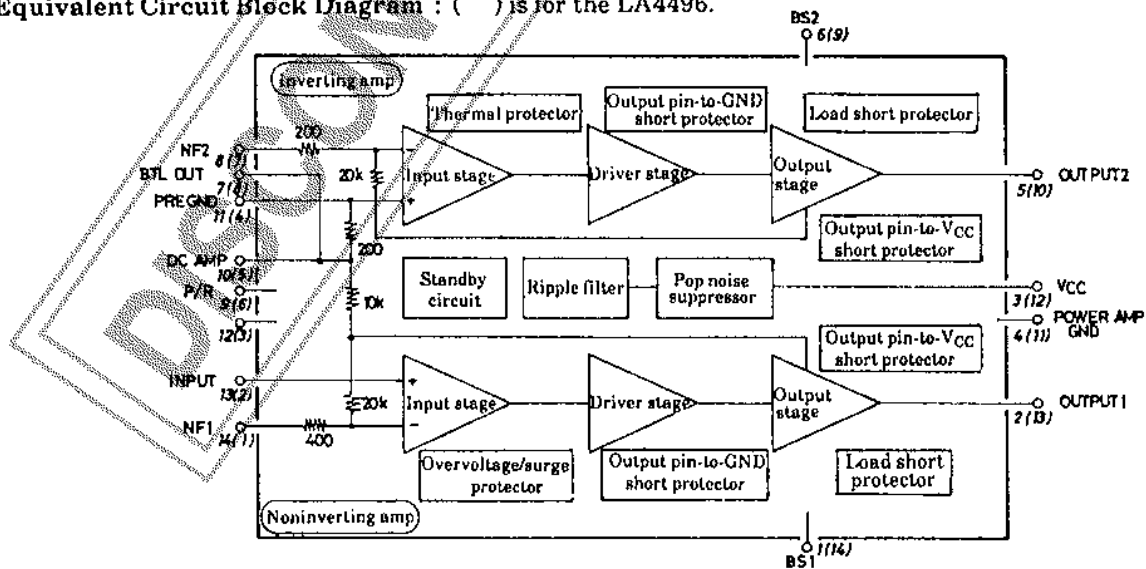 Equivalent Circuit Block Diagram : ( ) is for the LA4496.
BS2
6(9)
Inverting amp
Thermal protector
Output pin-to-GND
short protector
Load short protector
NF2
8(7)
200
BTL OUT
7(8)
20k
Input stage
Driver stage
Output
stage
OUTPUT2
5(10)
PRE GND
11(4)
200
Output pin-to-VCC
short protector
DC AMP
10(5)
Standby
circuit
Ripple filter
Pop noise
suppressor
VCC
3(12)
P/R
9(6)
10k
POWER AMP
GND
4(11)
12(3)
Output pin-to-VCC
short protector
INPUT
13(2)
Input stage
Driver stage
Output
stage
OUTPUT1
2(13)
20k
NF1
14(1)
400
Overvoltage/surge
protector
Output pin-to-GND
short protector
Load short
protector
Noninverting amp
BS1
1(14)
DISCON